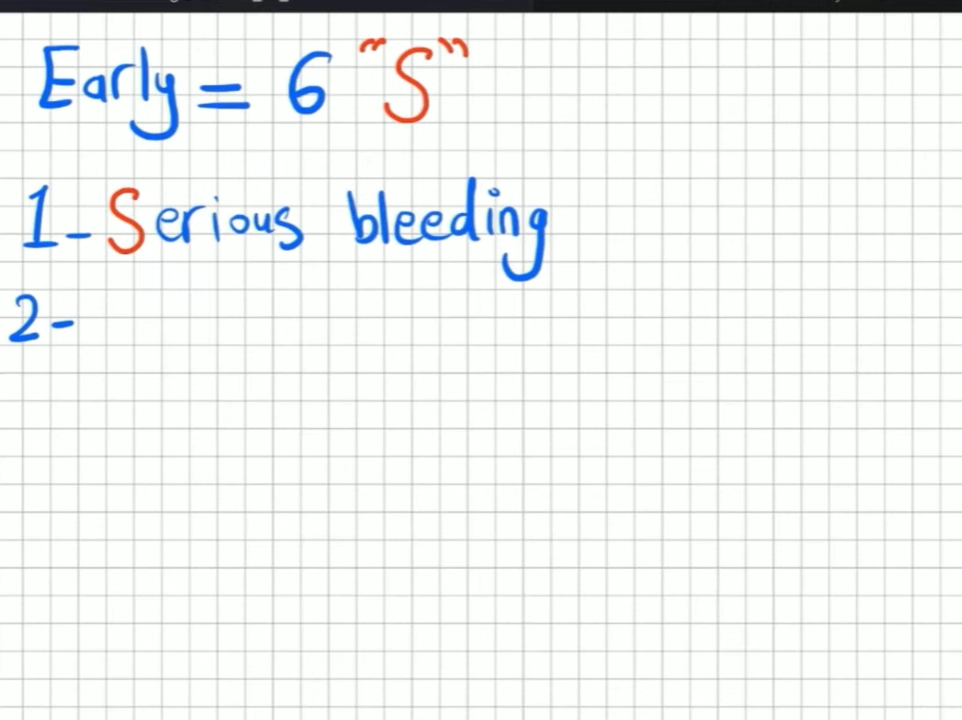 Early = 6 "S"
1- Serious bleeding
2-